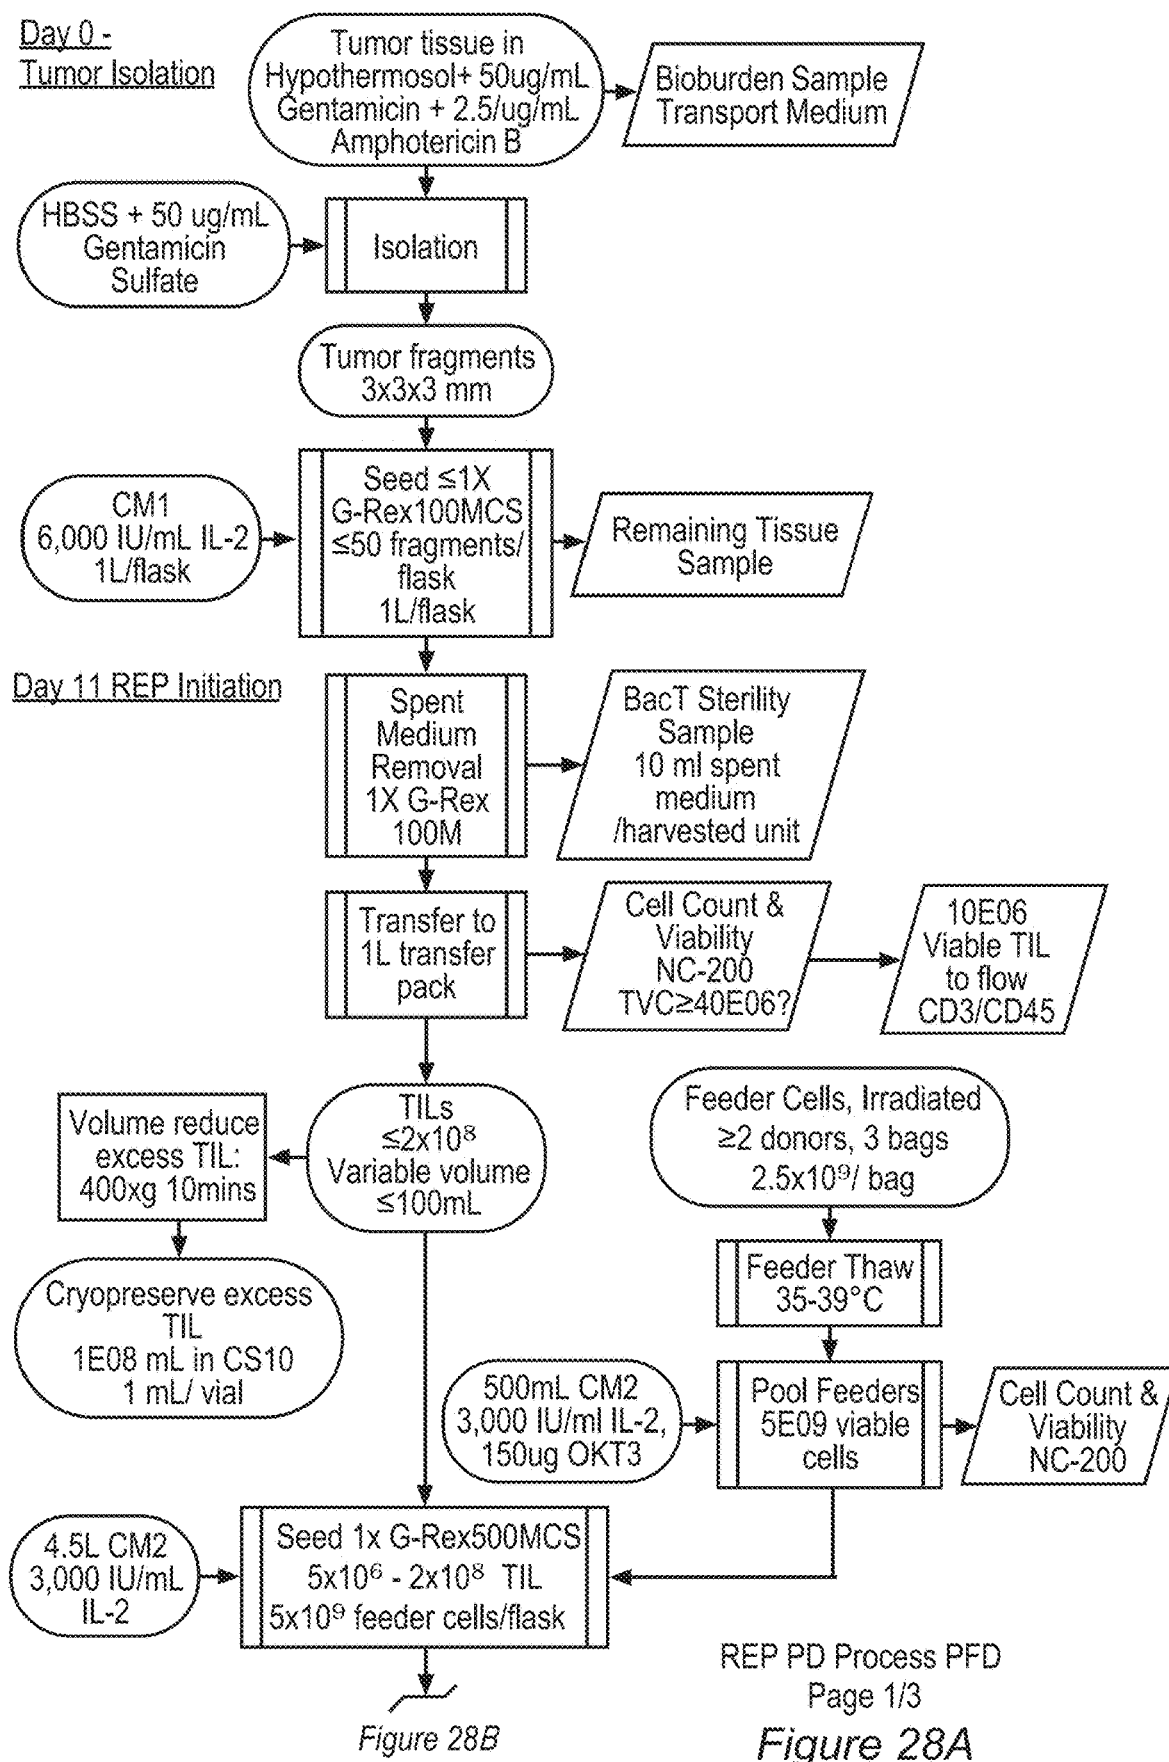 Day 0 -
Tumor Isolation
Tumor tissue in
Hypothermosol+ 50ug/mL
Gentamicin + 2.5/ug/mL
Amphotericin B
Bioburden Sample
Transport Medium
HBSS + 50 ug/mL
Gentamicin
Sulfate
Isolation
Tumor fragments
3x3x3 mm
CM1
6,000 IU/mL IL-2
1L/flask
Seed ≤1X
G-Rex100MCS
≤50 fragments/
flask
1L/flask
Remaining Tissue
Sample
Day 11 REP Initiation
Spent
Medium
Removal
1X G-Rex
100M
BacT Sterility
Sample
10 ml spent
medium
/harvested unit
Transfer to
1L transfer
pack
Cell Count &
Viability
NC-200
TVC≥40E06?
10E06
Viable TIL
to flow
CD3/CD45
Volume reduce
excess TIL:
400xg 10mins
TILs
≤2x10⁸
Variable volume
≤100mL
Feeder Cells, Irradiated
≥2 donors, 3 bags
2.5x10⁹/ bag
Cryopreserve excess
TIL
1E08 mL in CS10
1 mL/ vial
Feeder Thaw
35-39°C
500mL CM2
3,000 IU/ml IL-2,
150ug OKT3
Pool Feeders
5E09 viable
cells
Cell Count &
Viability
NC-200
4.5L CM2
3,000 IU/mL
IL-2
Seed 1x G-Rex500MCS
5x10⁶ - 2x10⁸ TIL
5x10⁹ feeder cells/flask
Figure 28B
REP PD Process PFD
Page 1/3
Figure 28A